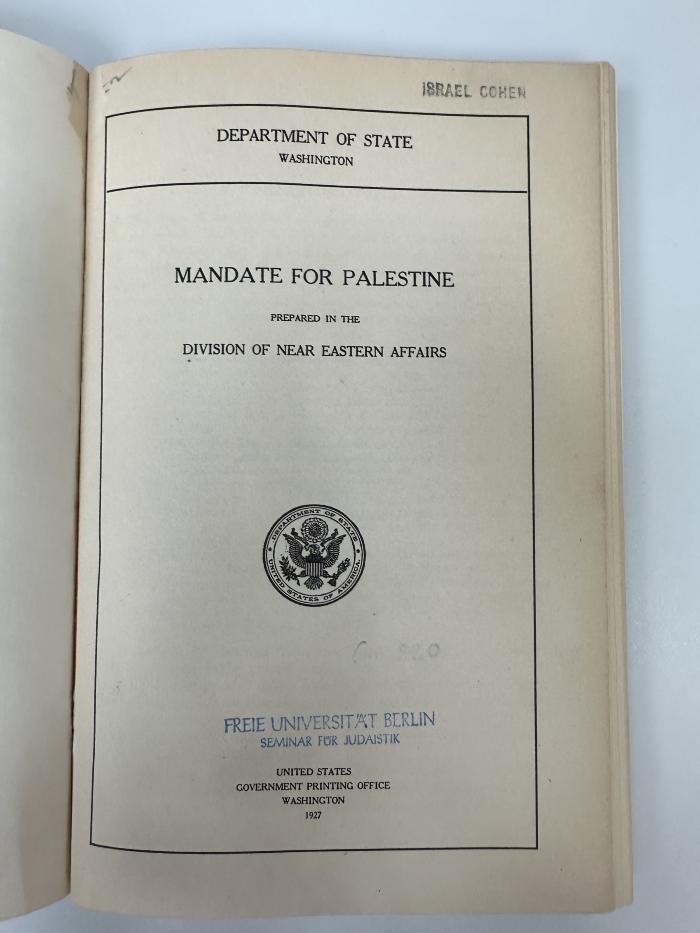 ISRAEL COHEN
DEPARTMENT OF STATE
WASHINGTON
MANDATE FOR PALESTINE
PREPARED IN THE
DIVISION OF NEAR EASTERN AFFAIRS
DEPARTMENT OF STATE
UNITED STATES OF AMERICA
FREIE UNIVERSITÄT BERLIN
SEMINAR FÜR JUDAISTIK
UNITED STATES
GOVERNMENT PRINTING OFFICE
WASHINGTON
1927